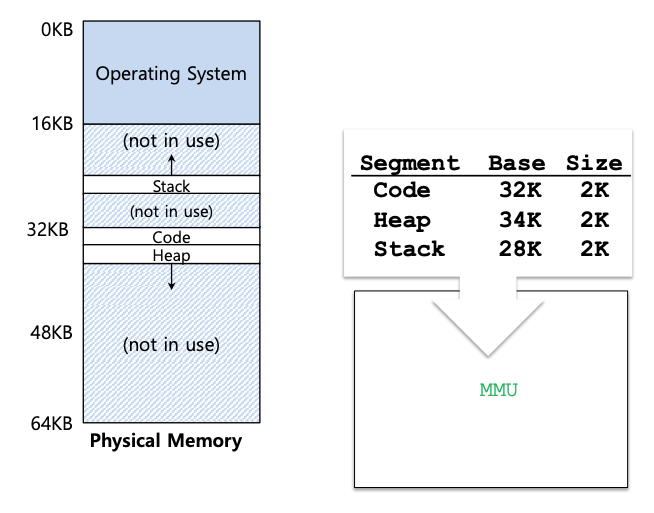 0KB
Operating System
16KB
(not in use)
Stack
(not in use)
32KB
Code
Heap
48KB
(not in use)
64KB
Physical Memory
Segment Base Size
Code 32K 2K
Heap 34K 2K
Stack 28K 2K
MMU